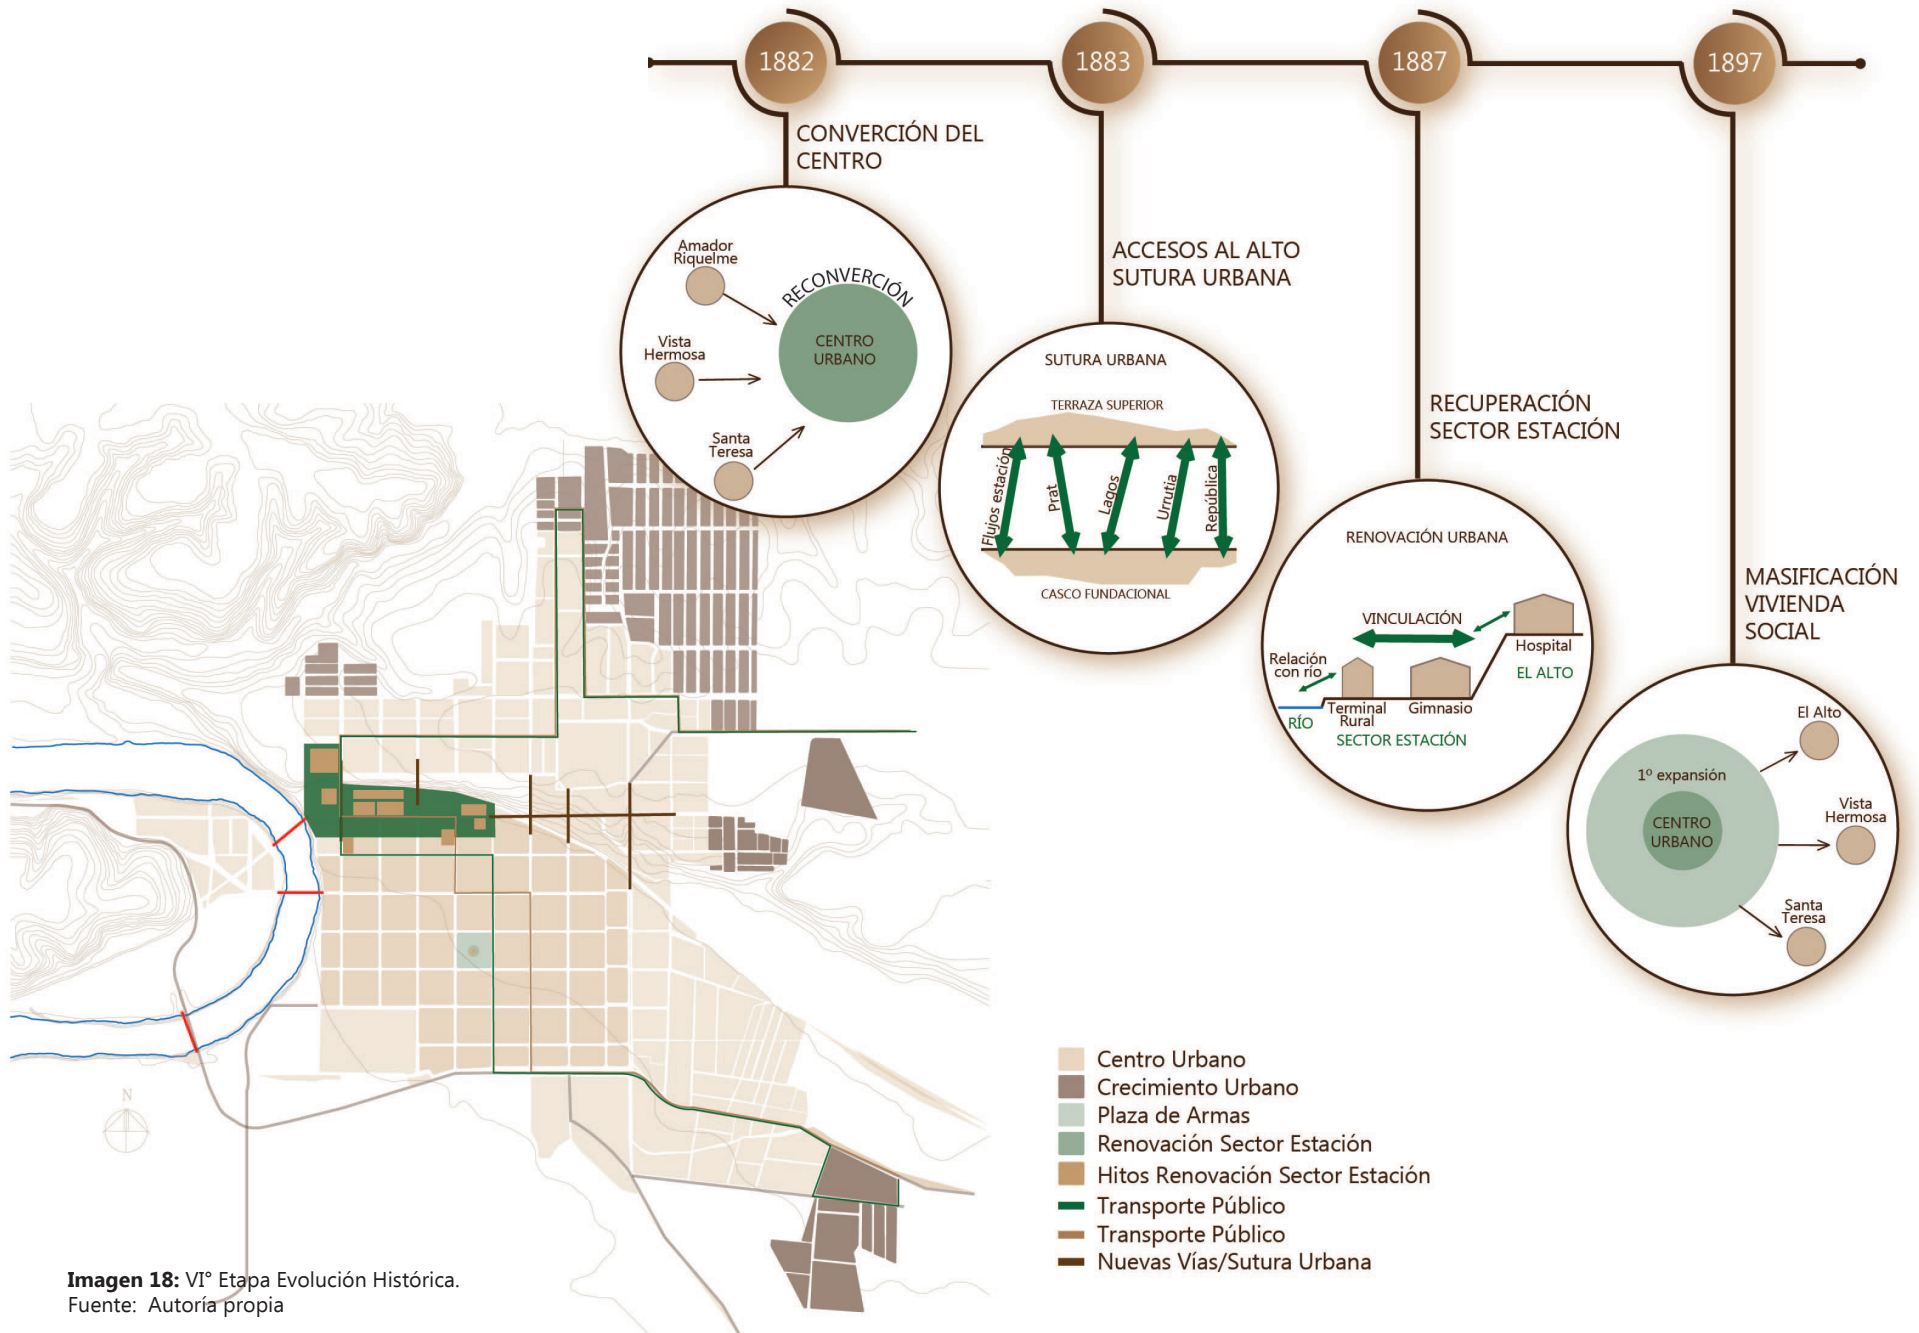 1882
1883
1887
1897
CONVERCIÓN DEL
CENTRO
Amador
Riquelme
Vista
Hermosa
Santa
Teresa
RECONVERCIÓN
CENTRO
URBANO
ACCESOS AL ALTO
SUTURA URBANA
SUTURA URBANA
TERRAZA SUPERIOR
Flujos estación
Prat
Lagos
Urrutia
República
CASCO FUNDACIONAL
RECUPERACIÓN
SECTOR ESTACIÓN
RENOVACIÓN URBANA
VINCULACIÓN
Hospital
EL ALTO
Relación
con río
RÍO
Terminal
Rural
Gimnasio
SECTOR ESTACIÓN
MASIFICACIÓN
VIVIENDA
SOCIAL
1º expansión
CENTRO
URBANO
El Alto
Vista
Hermosa
Santa
Teresa
N
Centro Urbano
Crecimiento Urbano
Plaza de Armas
Renovación Sector Estación
Hitos Renovación Sector Estación
Transporte Público
Transporte Público
Nuevas Vías/Sutura Urbana
Imagen 18: VI° Etapa Evolución Histórica.
Fuente: Autoría propia